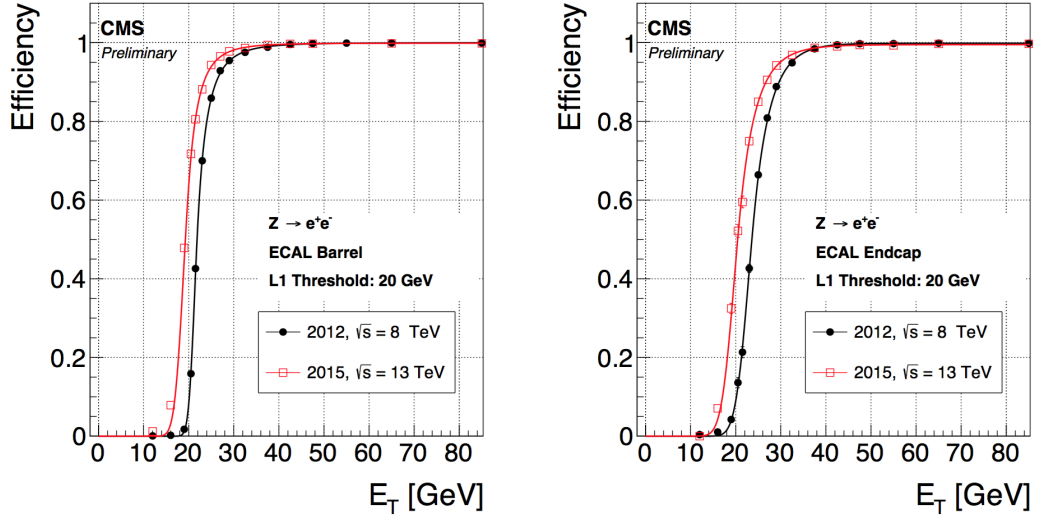 CMS
Preliminary
Efficiency
1
0.8
0.6
0.4
0.2
0
Z → e⁺e⁻
ECAL Barrel
L1 Threshold: 20 GeV
2012, √s = 8 TeV
2015, √s = 13 TeV
0 10 20 30 40 50 60 70 80
E_T [GeV]
CMS
Preliminary
Efficiency
1
0.8
0.6
0.4
0.2
0
Z → e⁺e⁻
ECAL Endcap
L1 Threshold: 20 GeV
2012, √s = 8 TeV
2015, √s = 13 TeV
0 10 20 30 40 50 60 70 80
E_T [GeV]